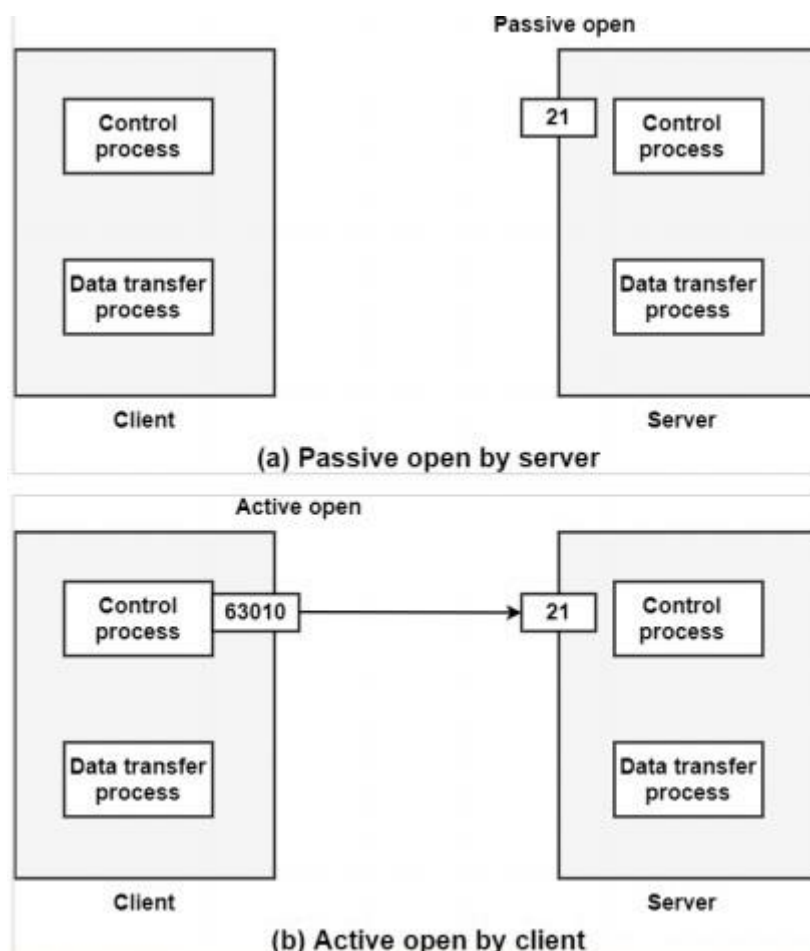 Passive open
Control
process
21
Control
process
Data transfer
process
Data transfer
process
Client
Server
(a) Passive open by server
Active open
Control
process
63010
21
Control
process
Data transfer
process
Data transfer
process
Client
Server
(b) Active open by client